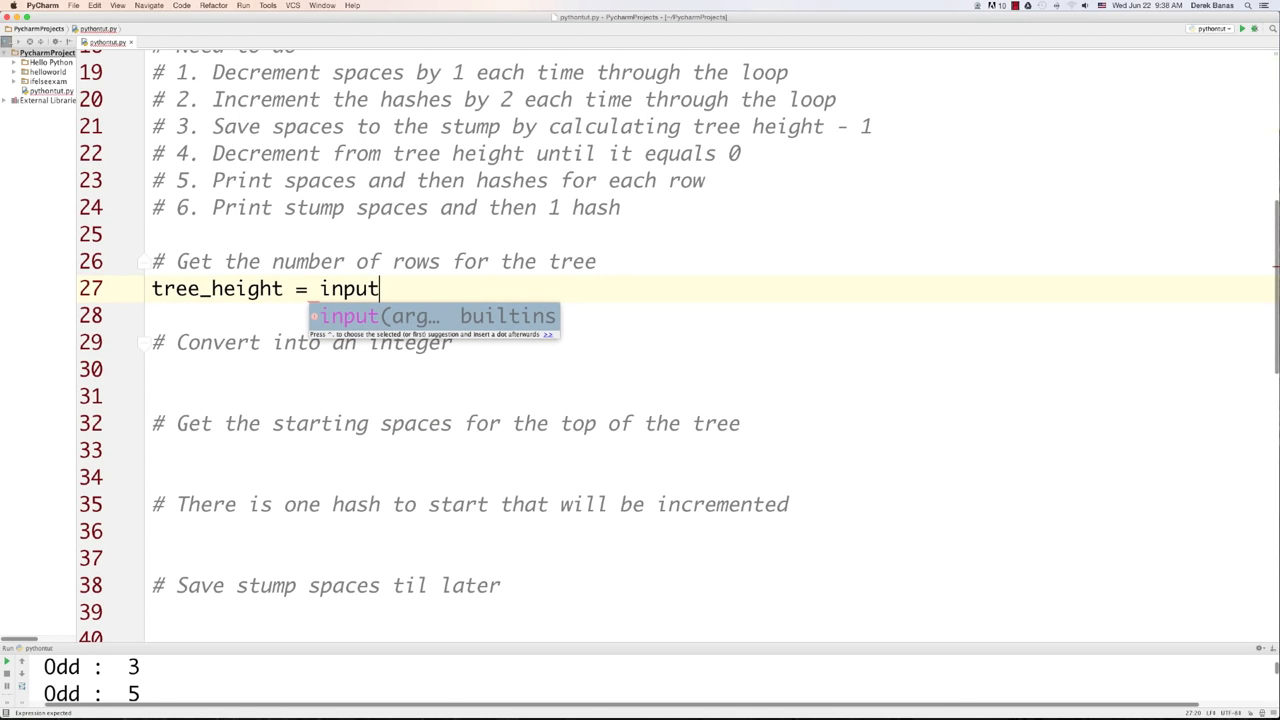 PyCharm File Edit View Navigate Code Refactor Run Tools VCS Window Help 10 Wed Jun 22 9:38 AM Derek Banas
pythontut.py - PycharmProjects - [~/PycharmProjects]
PycharmProjects pythontut.py pythontut
pythontut.py ×
PycharmProject
Hello Python
helloworld
ifelseexam
pythontut.py
External Librarie
18 # Need to do
19 # 1. Decrement spaces by 1 each time through the loop
20 # 2. Increment the hashes by 2 each time through the loop
21 # 3. Save spaces to the stump by calculating tree height - 1
22 # 4. Decrement from tree height until it equals 0
23 # 5. Print spaces and then hashes for each row
24 # 6. Print stump spaces and then 1 hash
25
26 # Get the number of rows for the tree
27 tree_height = input
28 input(arg… builtins
Press ^. to choose the selected (or first) suggestion and insert a dot afterwards >>
29 # Convert into an integer
30
31
32 # Get the starting spaces for the top of the tree
33
34
35 # There is one hash to start that will be incremented
36
37
38 # Save stump spaces til later
39
40
Run pythontut
Odd : 3
Odd : 5
Expression expected 27:20 LF÷ UTF-8÷